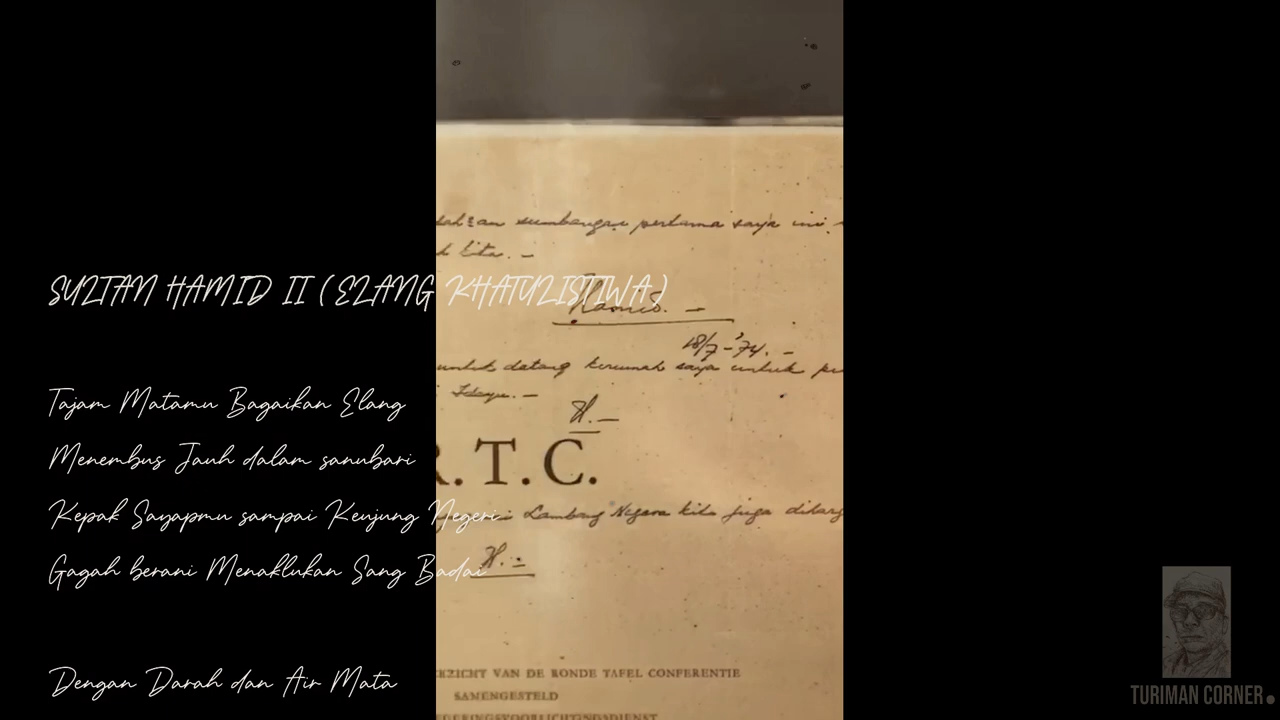 SULTAN HAMID II (ELANG KHATULISTIWA)
Tajam Matamu Bagaikan Elang
Menembus Jauh dalam sanubari
Kepak Sayapmu sampai Keujung Negeri
Gagah berani Menaklukan Sang Badai
Dengan Darah dan Air Mata
sumbangan pertama saya ini
kita. -
Hamid. -
18/7-'74. -
untuk datang kerumah saya untuk
H. -
R.T.C.
Lambang Negara kita juga
H. -
VAN DE RONDE TAFEL CONFERENTIE
SAMENGESTELD
TURIMAN CORNER